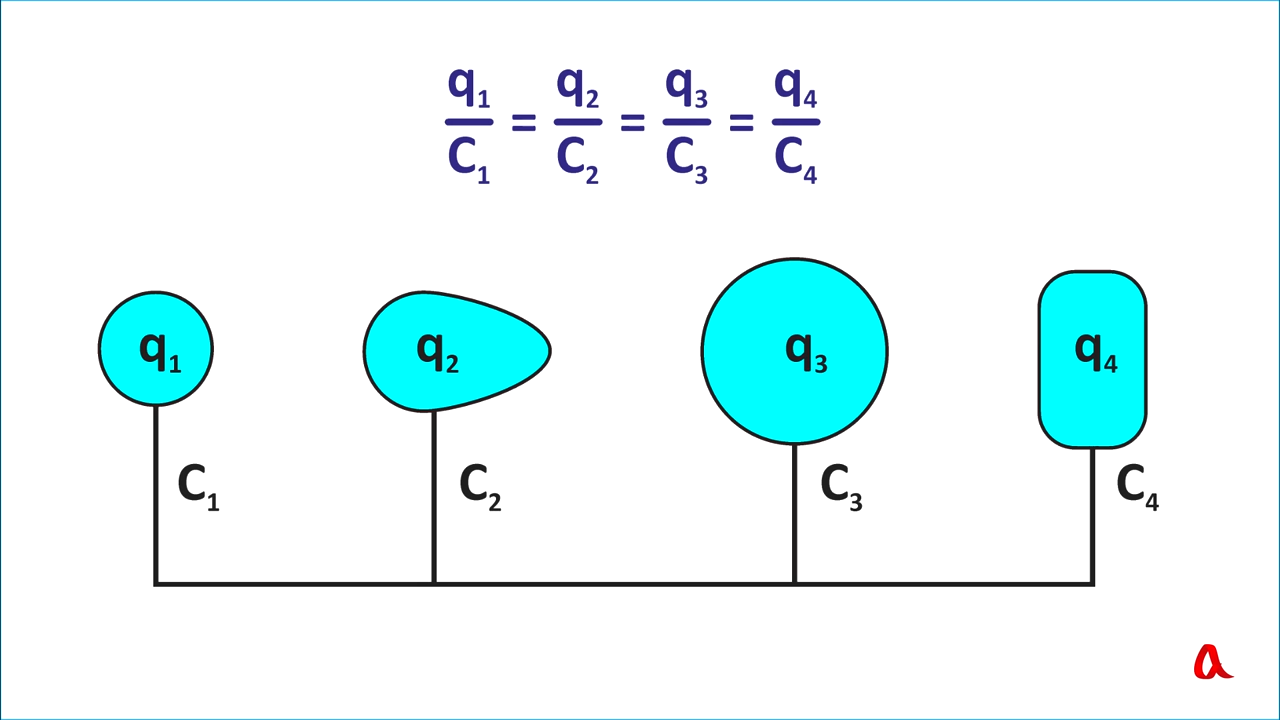 q₁/C₁ = q₂/C₂ = q₃/C₃ = q₄/C₄
q₁ q₂ q₃ q₄
C₁ C₂ C₃ C₄
a